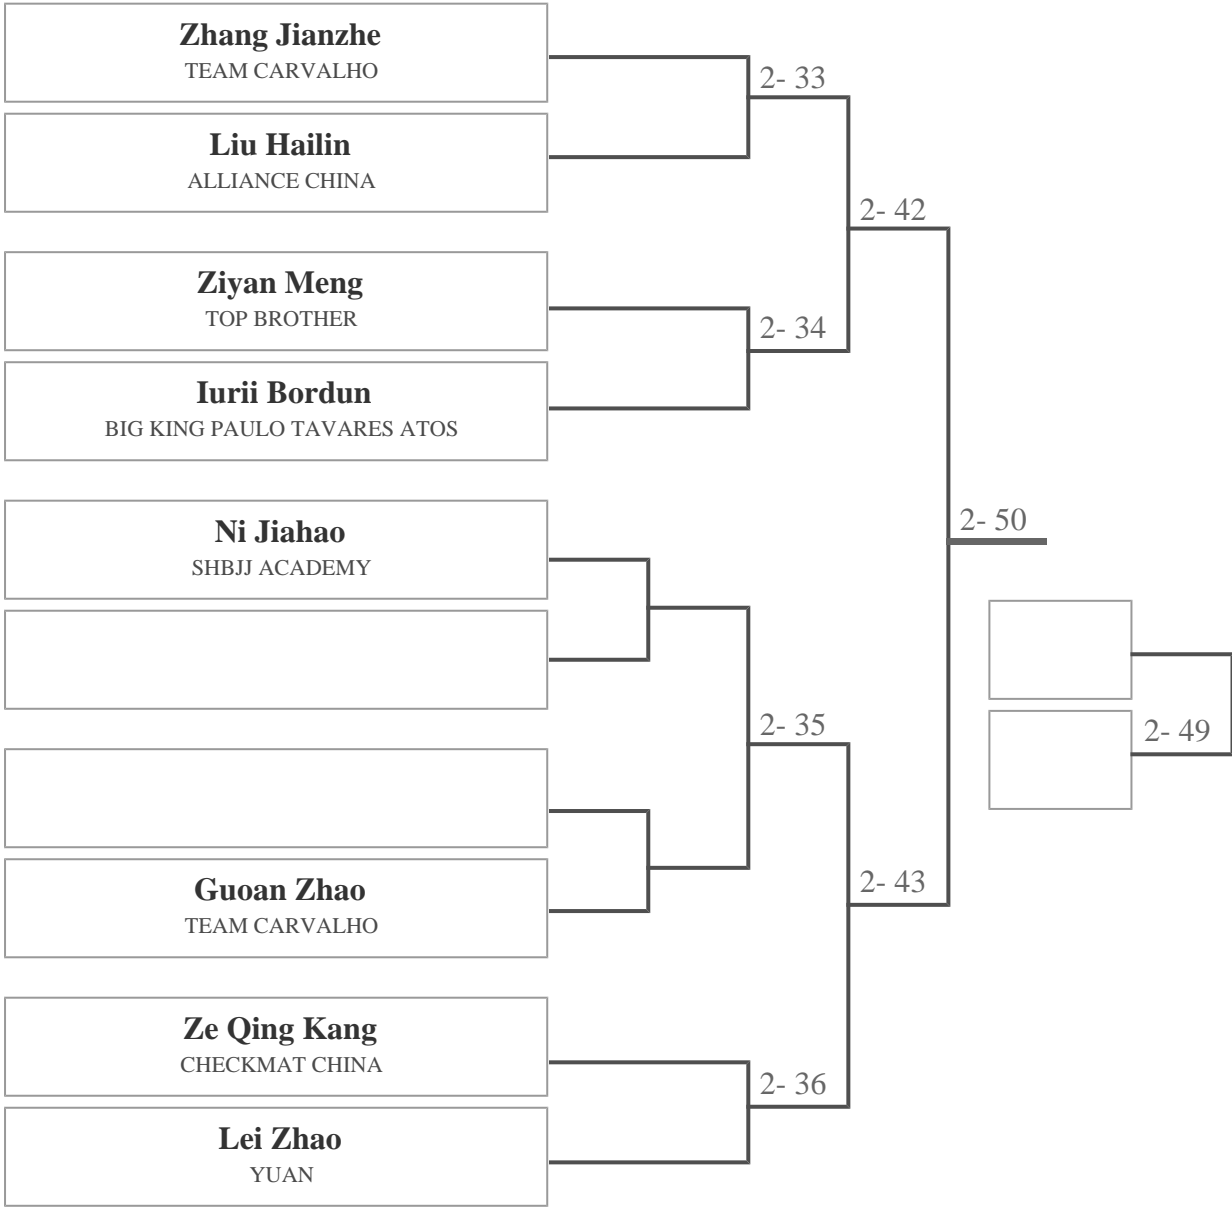 Zhang Jianzhe
TEAM CARVALHO
2- 33
Liu Hailin
ALLIANCE CHINA
2- 42
Ziyan Meng
TOP BROTHER
2- 34
Iurii Bordun
BIG KING PAULO TAVARES ATOS
Ni Jiahao
SHBJJ ACADEMY
2- 50
2- 35
2- 49
Guoan Zhao
TEAM CARVALHO
2- 43
Ze Qing Kang
CHECKMAT CHINA
2- 36
Lei Zhao
YUAN